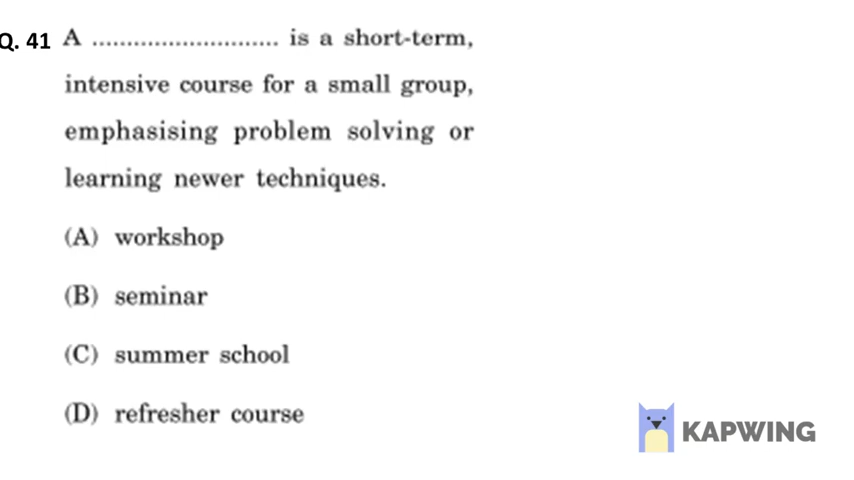 Q. 41 A ........................... is a short-term,
intensive course for a small group,
emphasising problem solving or
learning newer techniques.
(A) workshop
(B) seminar
(C) summer school
(D) refresher course
KAPWING